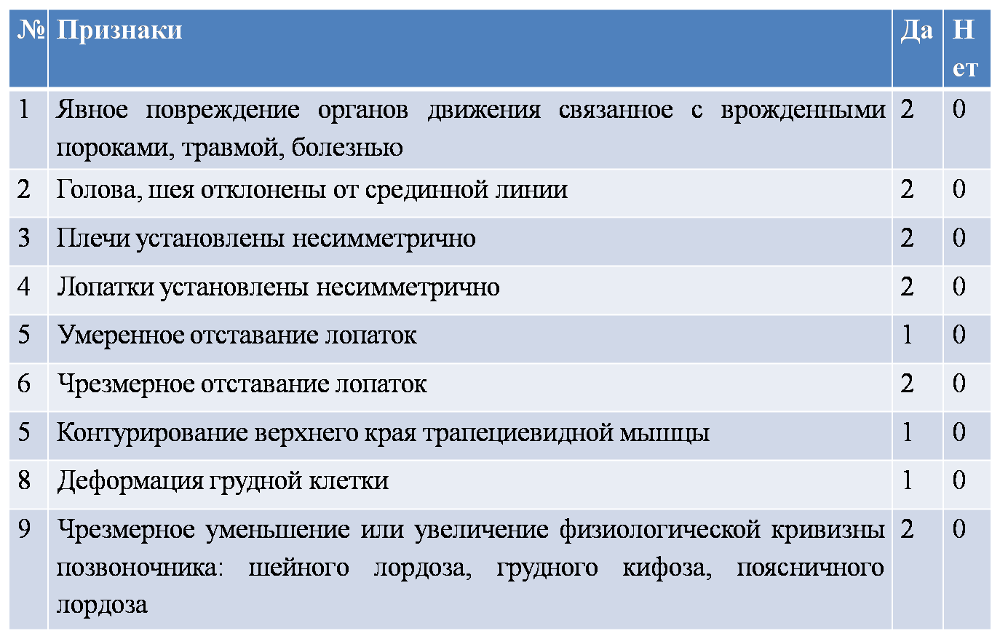 № Признаки Да Н
ет
1 Явное повреждение органов движения связанное с врожденными 2 0
пороками, травмой, болезнью
2 Голова, шея отклонены от срединной линии 2 0
3 Плечи установлены несимметрично 2 0
4 Лопатки установлены несимметрично 2 0
5 Умеренное отставание лопаток 1 0
6 Чрезмерное отставание лопаток 2 0
5 Контурирование верхнего края трапециевидной мышцы 1 0
8 Деформация грудной клетки 1 0
9 Чрезмерное уменьшение или увеличение физиологической кривизны 2 0
позвоночника: шейного лордоза, грудного кифоза, поясничного
лордоза